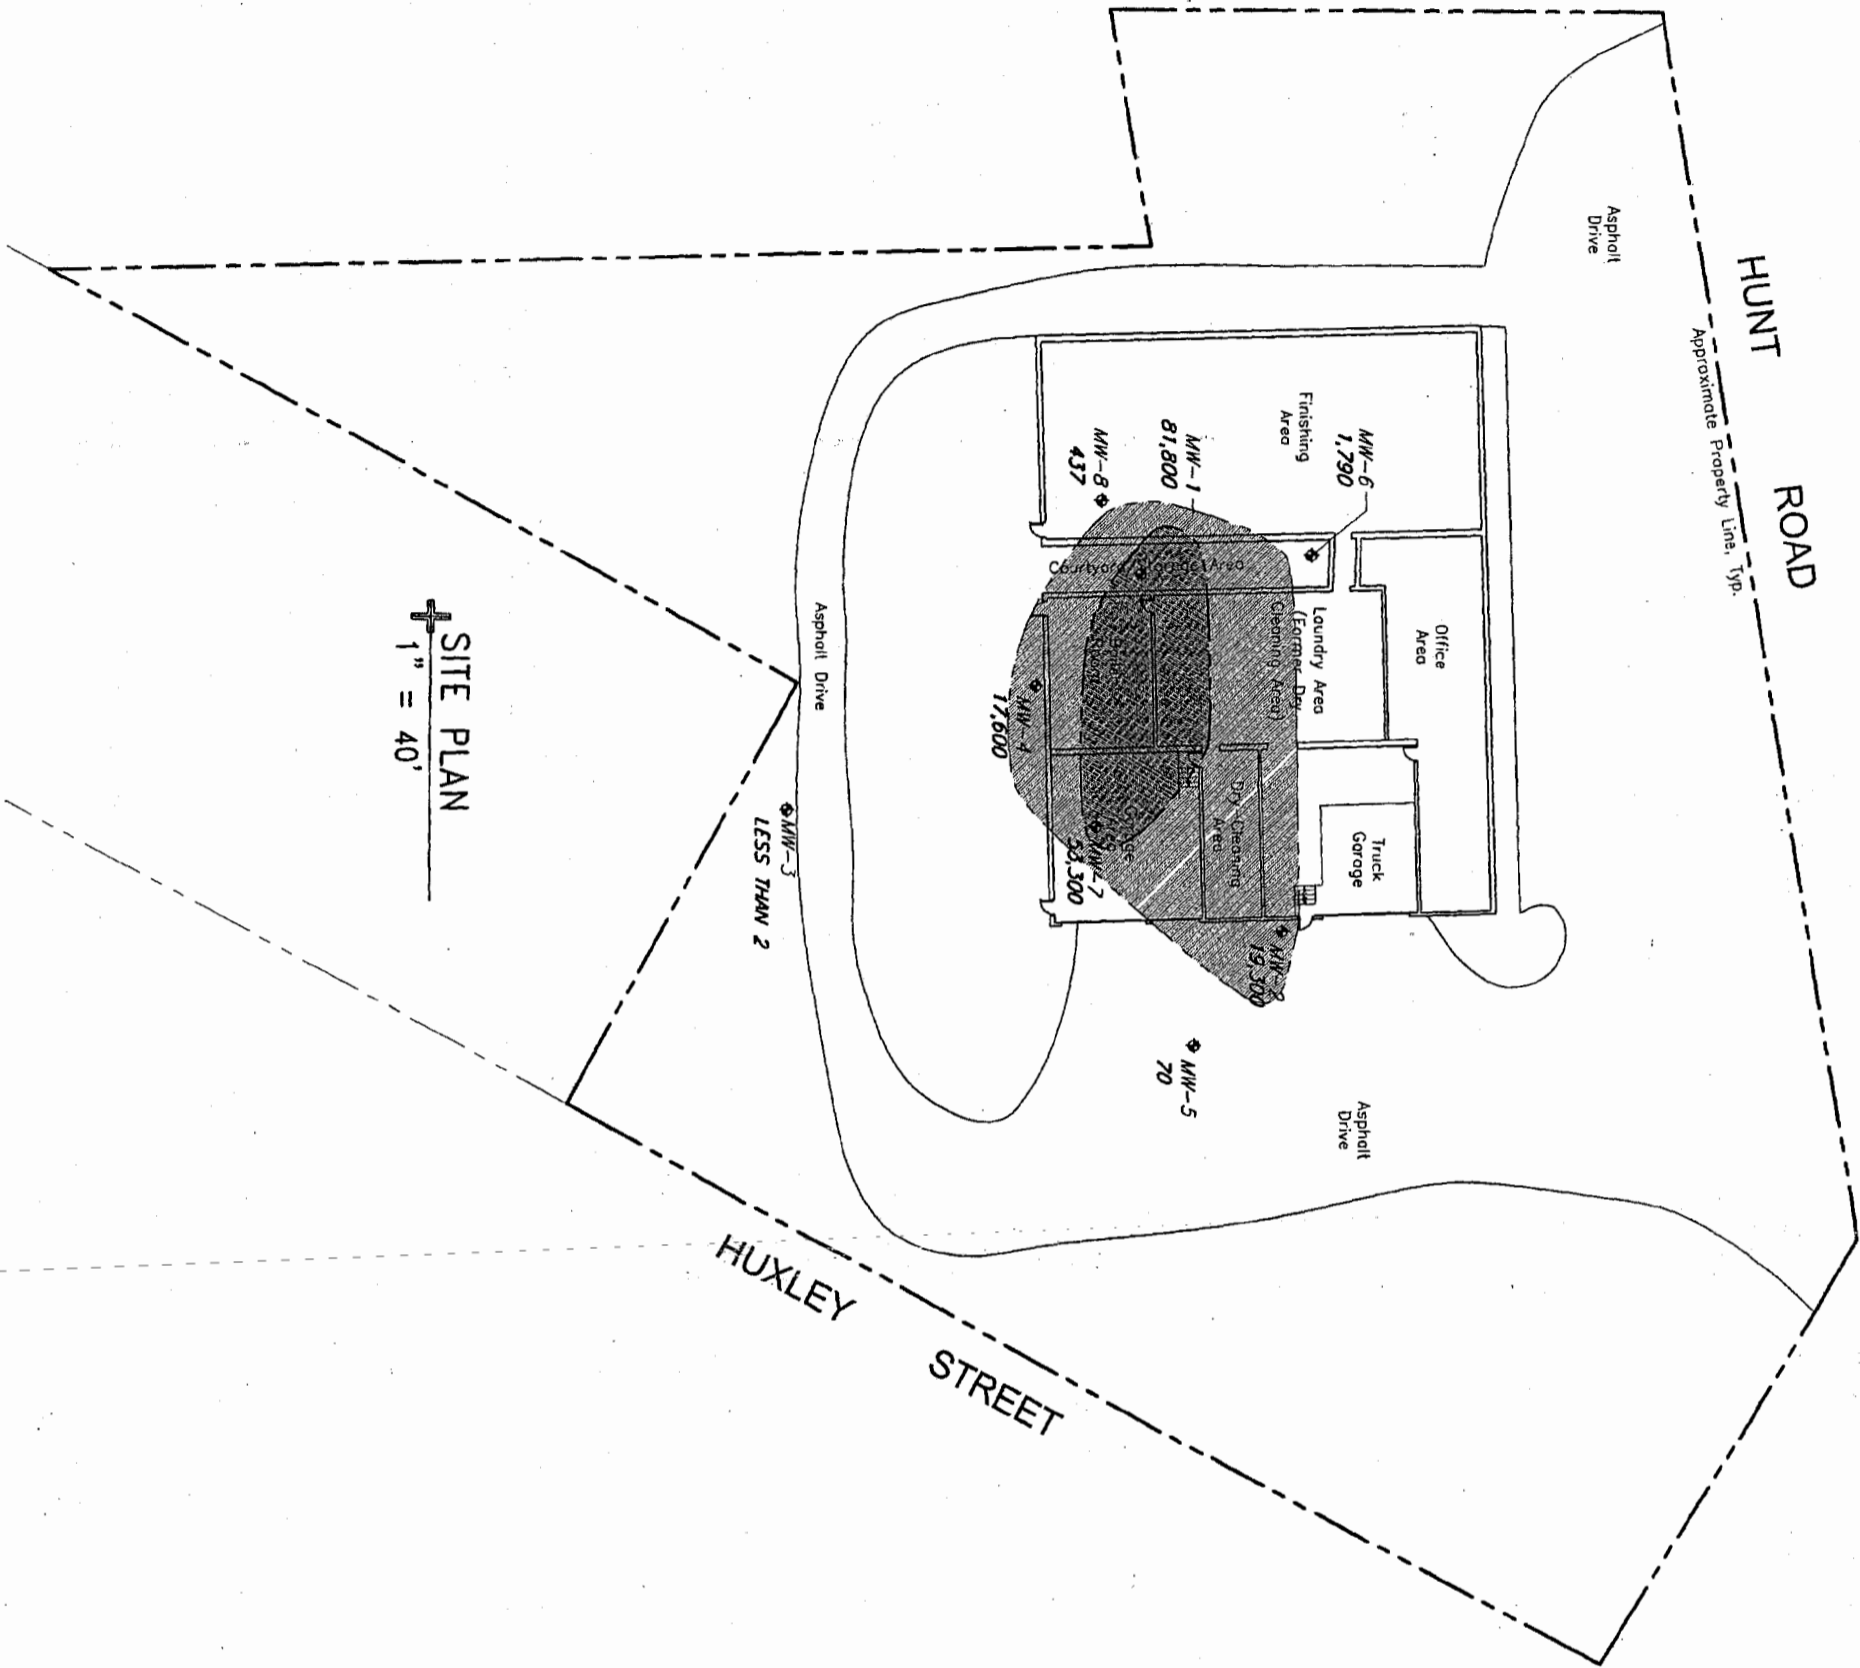 HUNT ROAD
Approximate Property Line, Typ.
Asphalt
Drive
Finishing
Area
MW-6
1,790
MW-1
81,800
MW-8
437
Courtyard Storage Area
Office
Area
Laundry Area
(Former Dry
Cleaning Area)
Truck
Garage
Dry Cleaning
Area
MW-4
17,600
MW-7
MW-2
19,300
MW-5
70
Asphalt
Drive
Asphalt Drive
MW-3
LESS THAN 2
SITE PLAN
1" = 40'
HUXLEY STREET